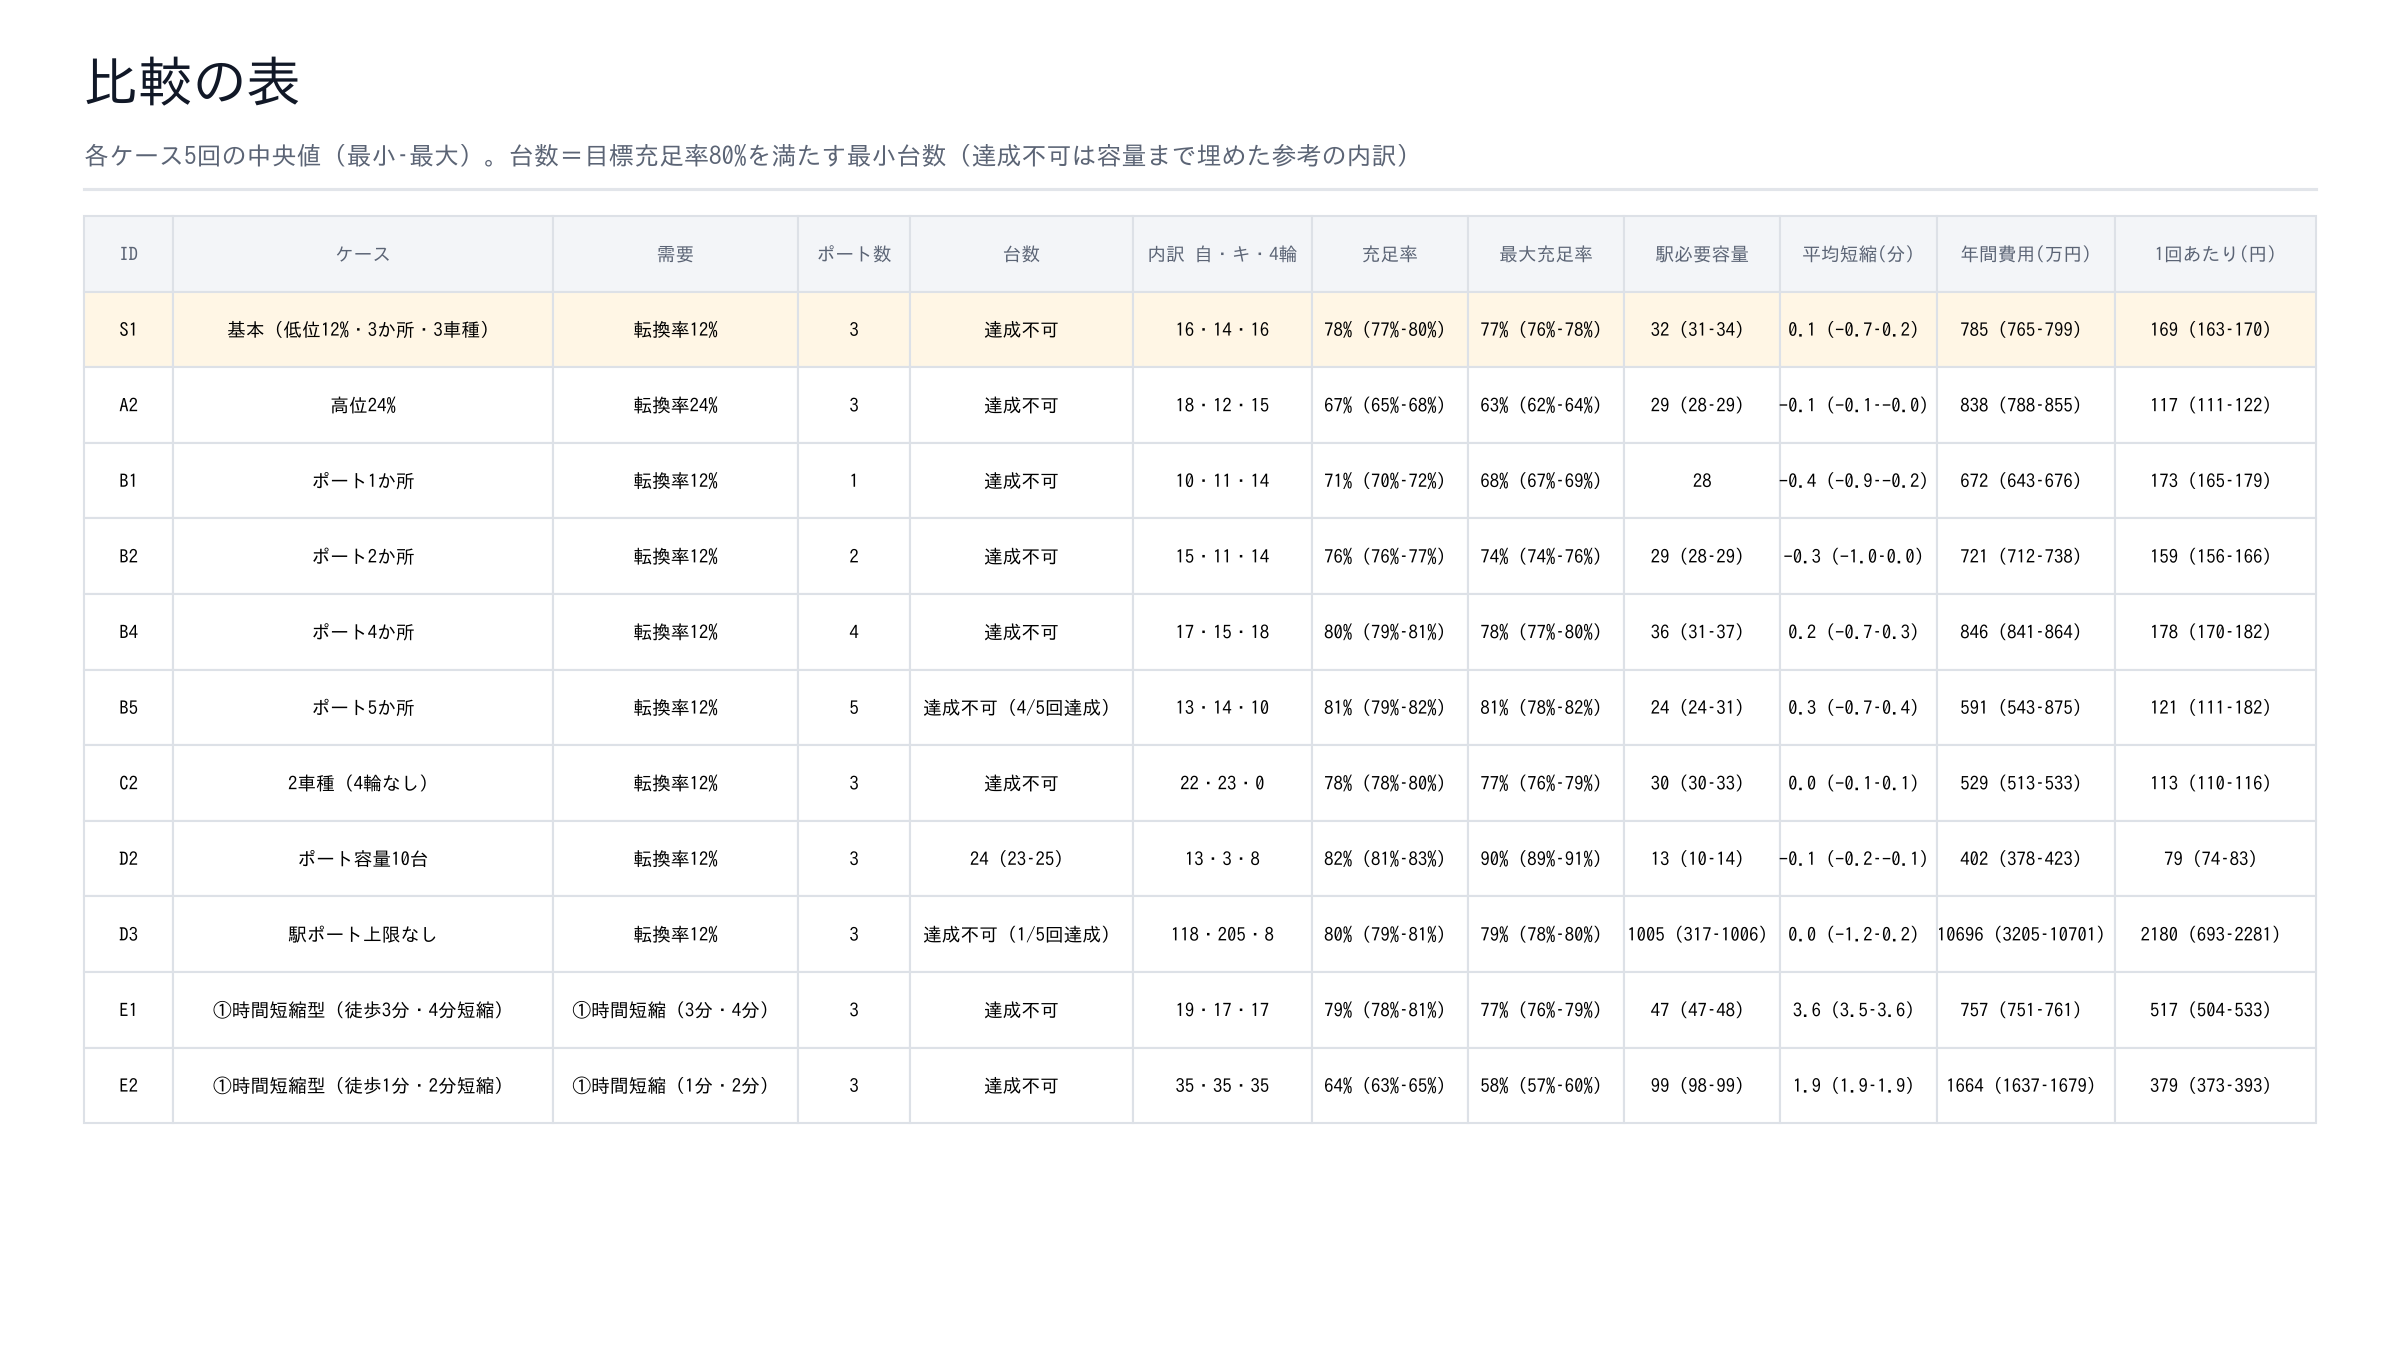 比較の表
各ケース5回の中央値（最小-最大）。台数＝目標充足率80%を満たす最小台数（達成不可は容量まで埋めた参考の内訳）
ID ケース 需要 ポート数 台数 内訳 自・キ・4輪 充足率 最大充足率 駅必要容量 平均短縮(分) 年間費用(万円) 1回あたり(円)
S1 基本（低位12%・3か所・3車種） 転換率12% 3 達成不可 16・14・16 78% (77%-80%) 77% (76%-78%) 32 (31-34) 0.1 (−0.7-0.2) 785 (765-799) 169 (163-170)
A2 高位24% 転換率24% 3 達成不可 18・12・15 67% (65%-68%) 63% (62%-64%) 29 (28-29) −0.1 (−0.1-−0.0) 838 (788-855) 117 (111-122)
B1 ポート1か所 転換率12% 1 達成不可 10・11・14 71% (70%-72%) 68% (67%-69%) 28 −0.4 (−0.9-−0.2) 672 (643-676) 173 (165-179)
B2 ポート2か所 転換率12% 2 達成不可 15・11・14 76% (76%-77%) 74% (74%-76%) 29 (28-29) −0.3 (−1.0-0.0) 721 (712-738) 159 (156-166)
B4 ポート4か所 転換率12% 4 達成不可 17・15・18 80% (79%-81%) 78% (77%-80%) 36 (31-37) 0.2 (−0.7-0.3) 846 (841-864) 178 (170-182)
B5 ポート5か所 転換率12% 5 達成不可（4/5回達成） 13・14・10 81% (79%-82%) 81% (78%-82%) 24 (24-31) 0.3 (−0.7-0.4) 591 (543-875) 121 (111-182)
C2 2車種（4輪なし） 転換率12% 3 達成不可 22・23・0 78% (78%-80%) 77% (76%-79%) 30 (30-33) 0.0 (−0.1-0.1) 529 (513-533) 113 (110-116)
D2 ポート容量10台 転換率12% 3 24 (23-25) 13・3・8 82% (81%-83%) 90% (89%-91%) 13 (10-14) −0.1 (−0.2-−0.1) 402 (378-423) 79 (74-83)
D3 駅ポート上限なし 転換率12% 3 達成不可（1/5回達成） 118・205・8 80% (79%-81%) 79% (78%-80%) 1005 (317-1006) 0.0 (−1.2-0.2) 10696 (3205-10701) 2180 (693-2281)
E1 ①時間短縮型（徒歩3分・4分短縮） ①時間短縮（3分・4分） 3 達成不可 19・17・17 79% (78%-81%) 77% (76%-79%) 47 (47-48) 3.6 (3.5-3.6) 757 (751-761) 517 (504-533)
E2 ①時間短縮型（徒歩1分・2分短縮） ①時間短縮（1分・2分） 3 達成不可 35・35・35 64% (63%-65%) 58% (57%-60%) 99 (98-99) 1.9 (1.9-1.9) 1664 (1637-1679) 379 (373-393)